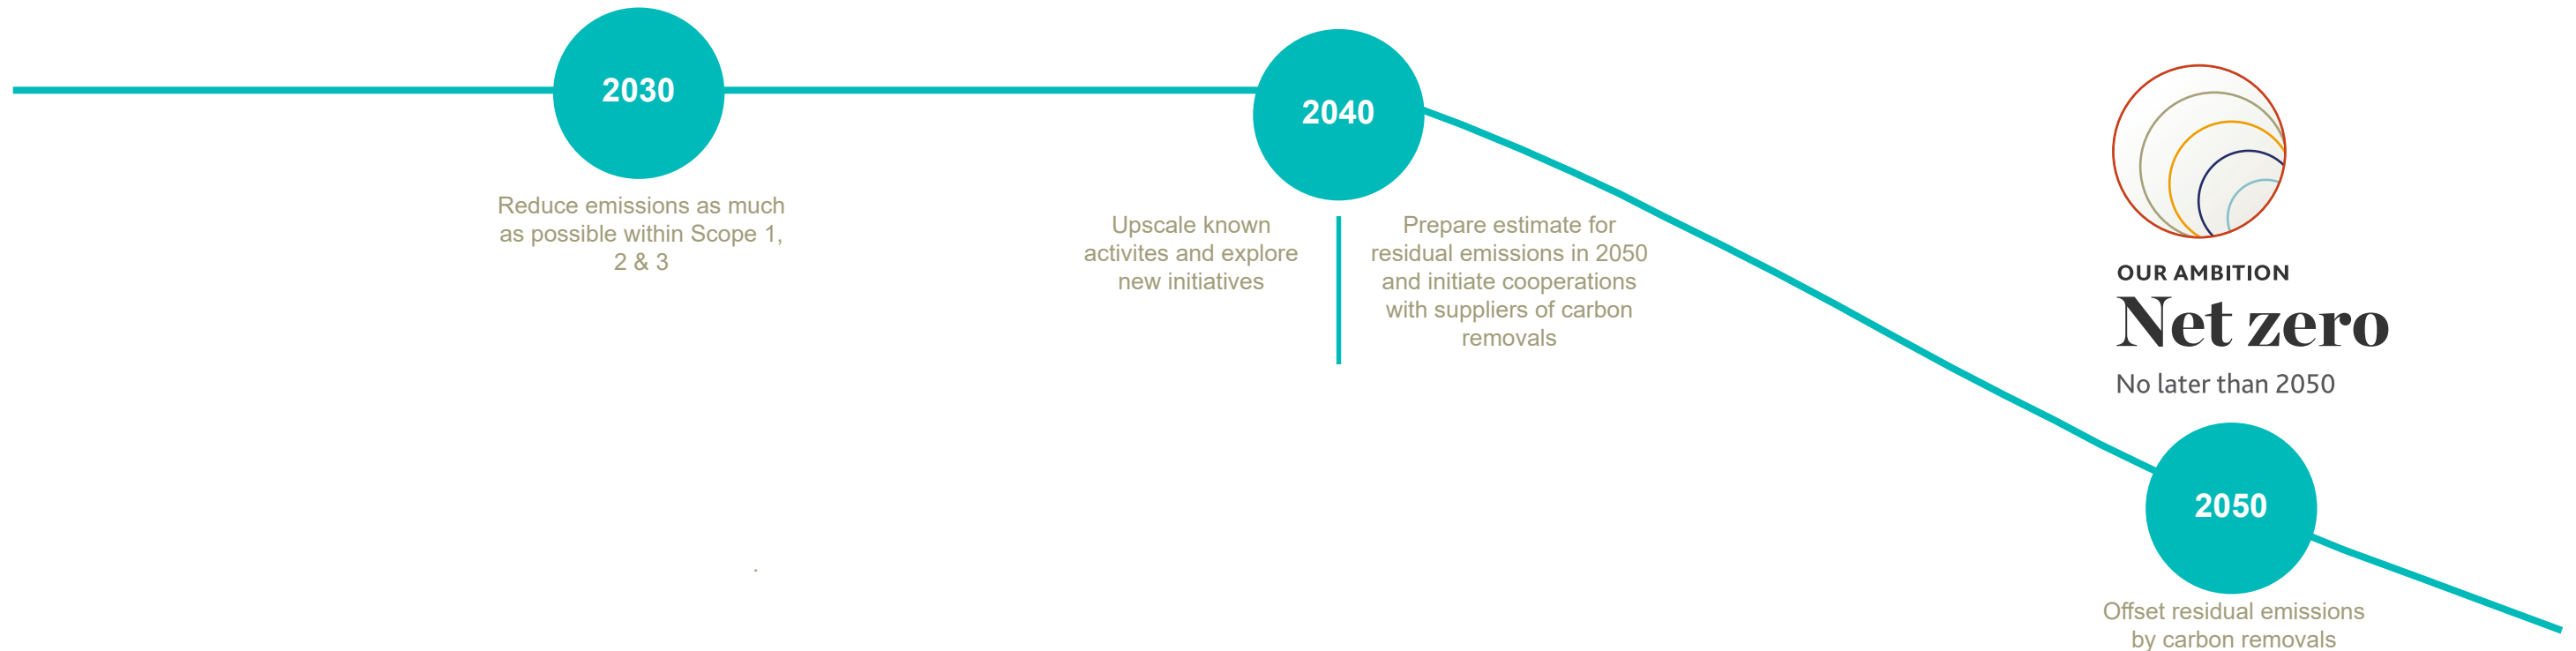 2030
Reduce emissions as much
as possible within Scope 1,
2 & 3
2040
Upscale known
activites and explore
new initiatives
Prepare estimate for
residual emissions in 2050
and initiate cooperations
with suppliers of carbon
removals
OUR AMBITION
Net zero
No later than 2050
2050
Offset residual emissions
by carbon removals